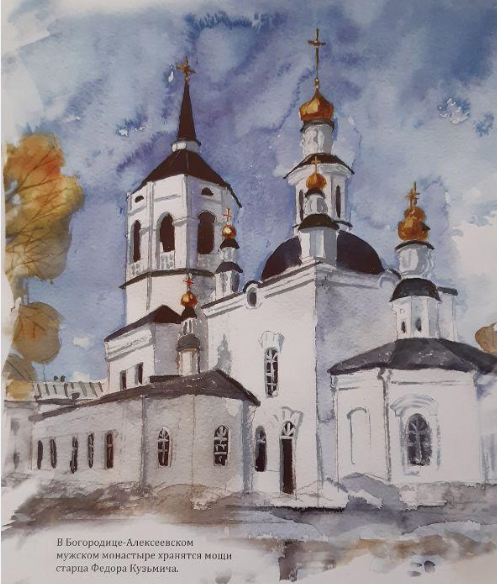 В Богородице-Алексеевском
мужском монастыре хранятся мощи
старца Федора Кузьмича.